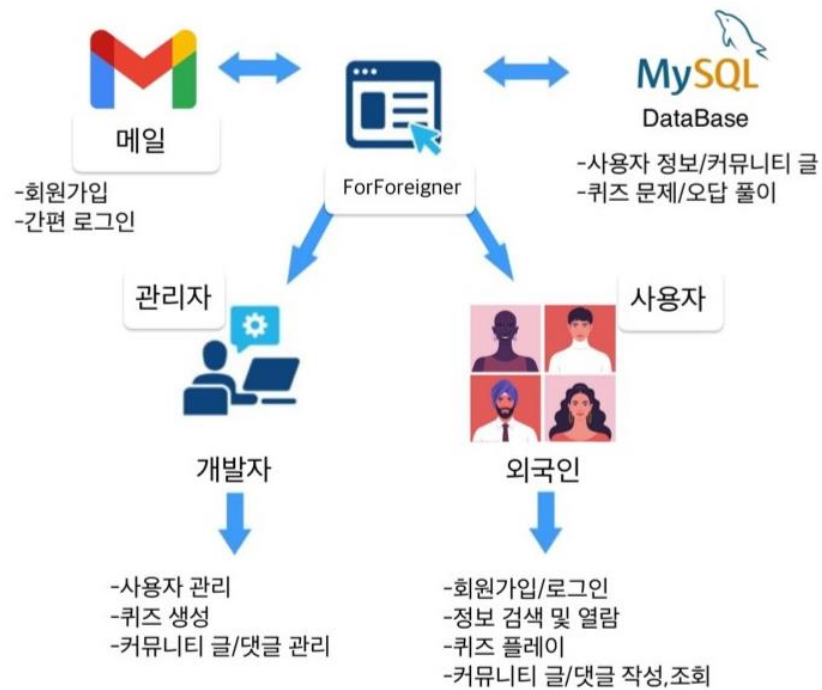 MySQL
DataBase
메일
ForForeigner
-사용자 정보/커뮤니티 글
-퀴즈 문제/오답 풀이
-회원가입
-간편 로그인
관리자
사용자
개발자
외국인
-사용자 관리
-퀴즈 생성
-커뮤니티 글/댓글 관리
-회원가입/로그인
-정보 검색 및 열람
-퀴즈 플레이
-커뮤니티 글/댓글 작성,조회